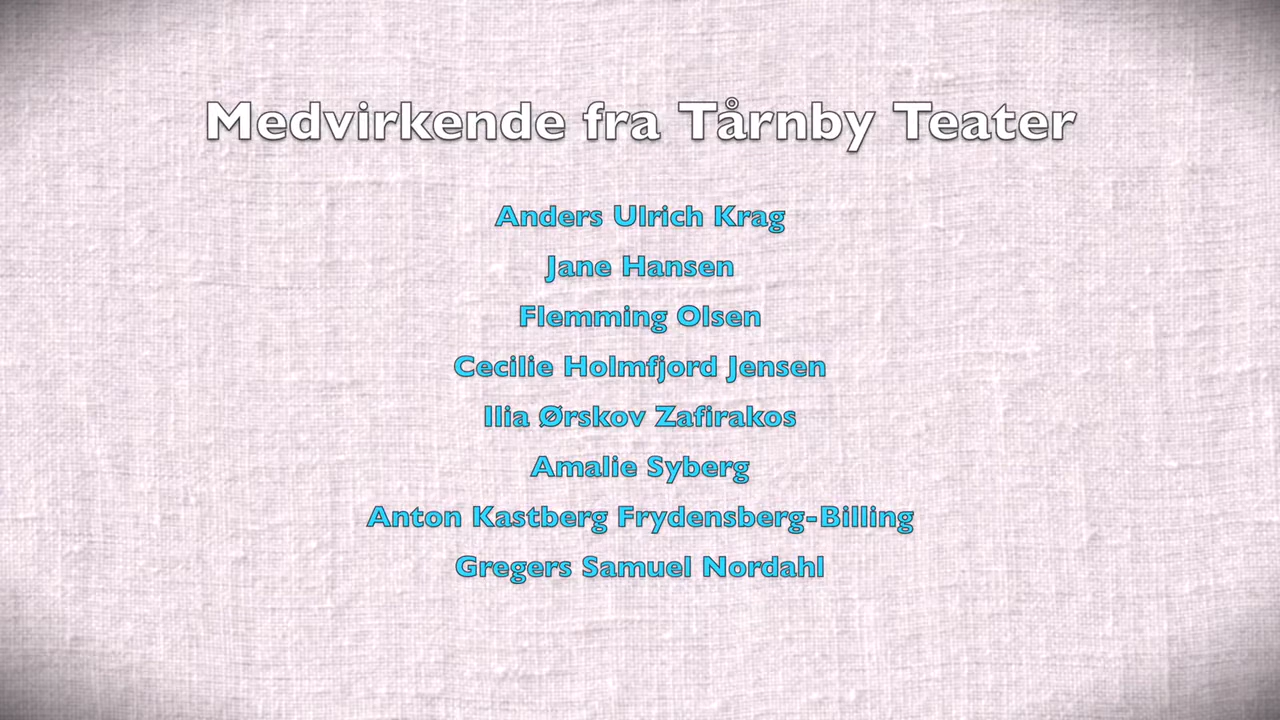 Medvirkende fra Tårnby Teater
Anders Ulrich Krag
Jane Hansen
Flemming Olsen
Cecilie Holmfjord Jensen
Ilia Ørskov Zafirakos
Amalie Syberg
Anton Kastberg Frydensberg-Billing
Gregers Samuel Nordahl